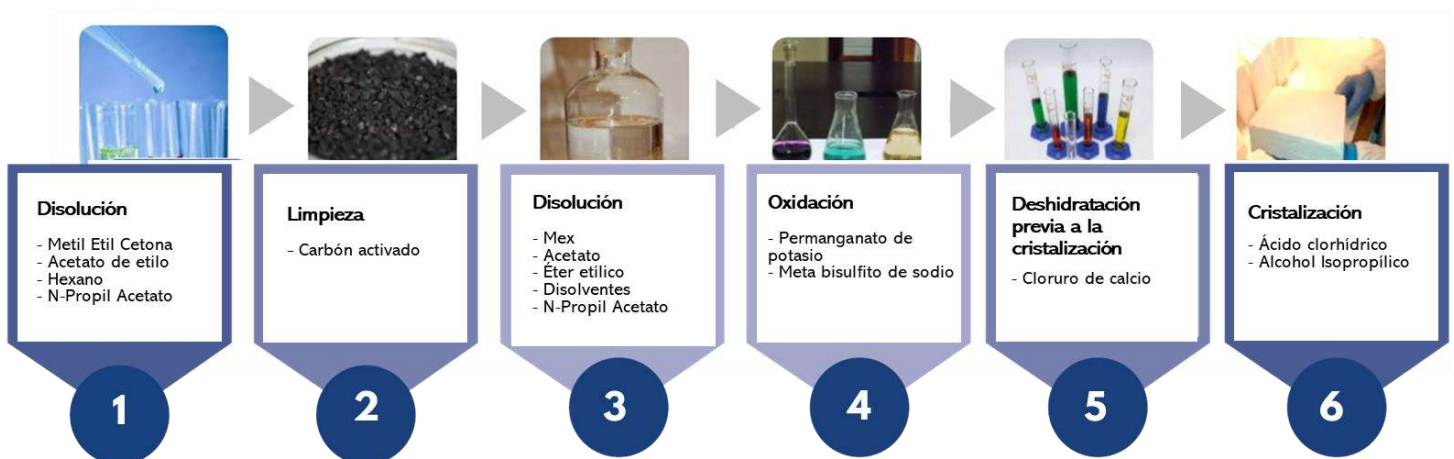 Disolución
- Metil Etil Cetona
- Acetato de etilo
- Hexano
- N-Propil Acetato
1
Limpieza
- Carbón activado
2
Disolución
- Mex
- Acetato
- Éter etílico
- Disolventes
- N-Propil Acetato
3
Oxidación
- Permanganato de
potasio
- Meta bisulfito de sodio
4
Deshidratación
previa a la
cristalización
- Cloruro de calcio
5
Cristalización
- Ácido clorhídrico
- Alcohol Isopropílico
6